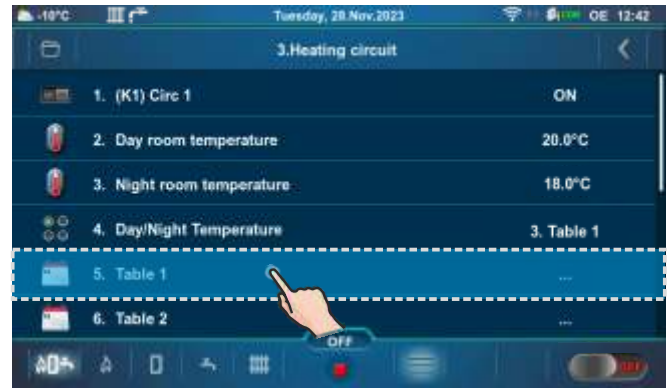 -10°C Tuesday, 28.Nov.2023 OE 12:42
3.Heating circuit
1. (K1) Circ 1 ON
2. Day room temperature 20.0°C
3. Night room temperature 18.0°C
4. Day/Night Temperature 3. Table 1
5. Table 1 ...
6. Table 2 ...
OFF
OFF